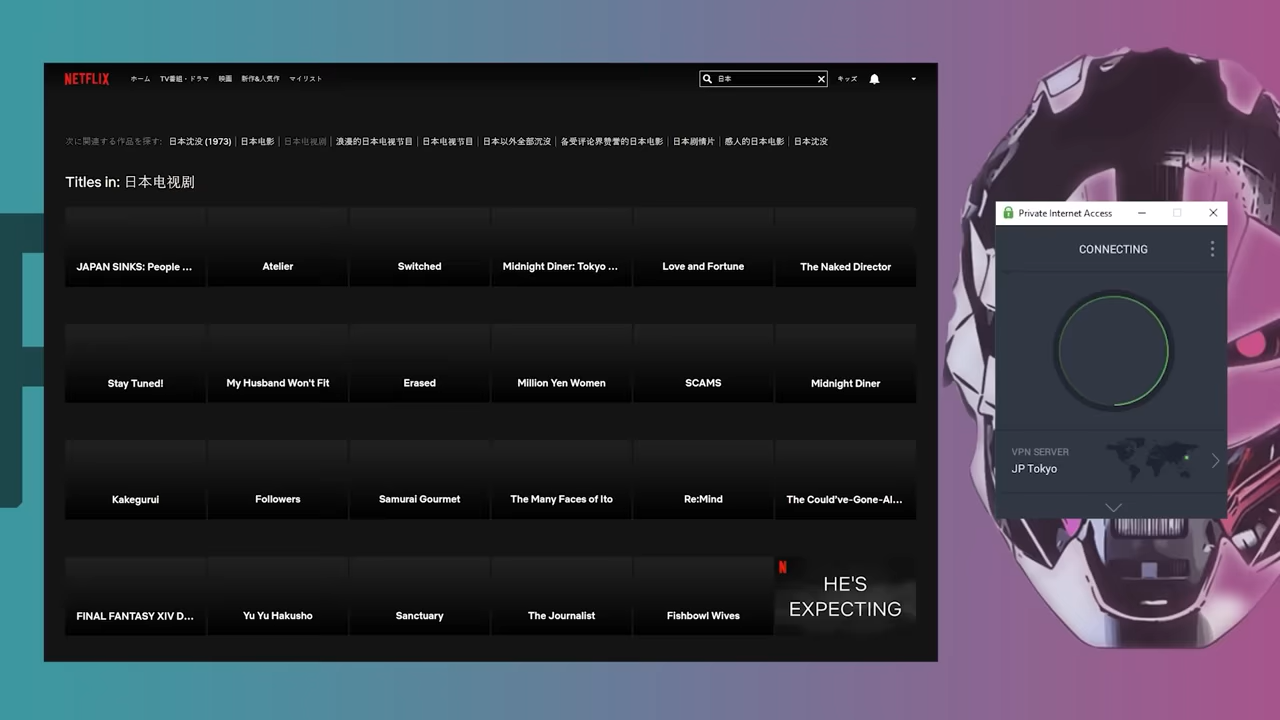 NETFLIX ホーム TV番組・ドラマ 映画 新作&人気作 マイリスト 日本 キッズ
次に関連する作品を探す: 日本沈没 (1973) | 日本电影 | 日本电视剧 | 浪漫的日本电视节目 | 日本电视节目 | 日本以外全部沉没 | 备受评论界赞誉的日本电影 | 日本剧情片 | 感人的日本电影 | 日本沈没
Titles in: 日本电视剧
JAPAN SINKS: People ... Atelier Switched Midnight Diner: Tokyo ... Love and Fortune The Naked Director
Stay Tuned! My Husband Won't Fit Erased Million Yen Women SCAMS Midnight Diner
Kakegurui Followers Samurai Gourmet The Many Faces of Ito Re:Mind The Could've-Gone-Al...
FINAL FANTASY XIV D... Yu Yu Hakusho Sanctuary The Journalist Fishbowl Wives
N
HE'S
EXPECTING
Private Internet Access
CONNECTING
VPN SERVER
JP Tokyo